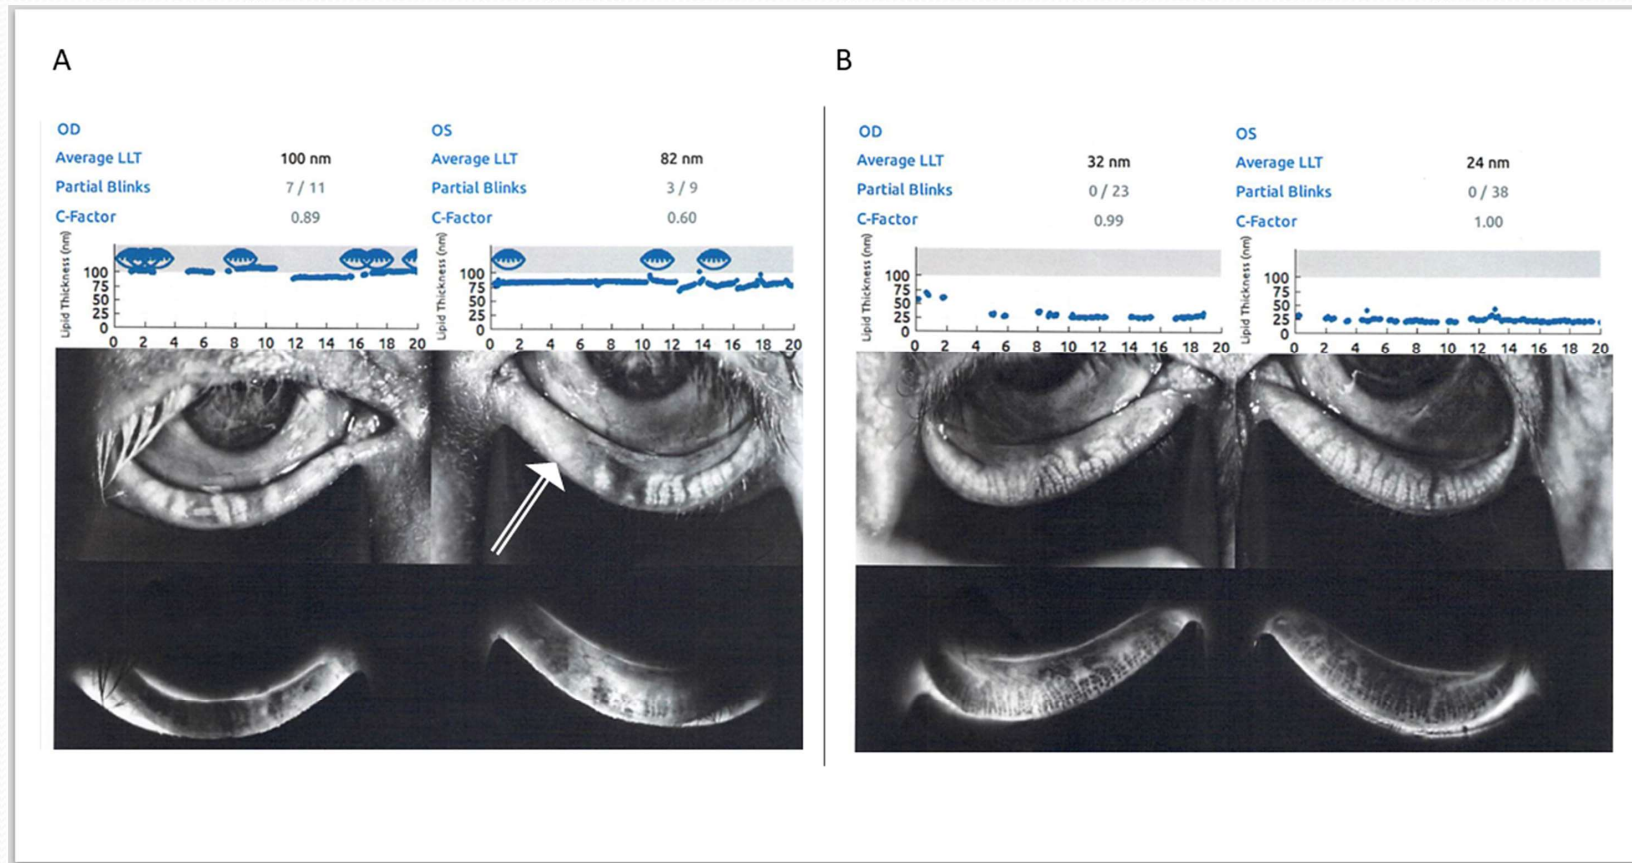 A
OD
Average LLT 100 nm
Partial Blinks 7 / 11
C-Factor 0.89
Lipid Thickness (nm)
100
75
50
25
0
0 2 4 6 8 10 12 14 16 18 20
OS
Average LLT 82 nm
Partial Blinks 3 / 9
C-Factor 0.60
Lipid Thickness (nm)
100
75
50
25
0
0 2 4 6 8 10 12 14 16 18 20
B
OD
Average LLT 32 nm
Partial Blinks 0 / 23
C-Factor 0.99
Lipid Thickness (nm)
100
75
50
25
0
0 2 4 6 8 10 12 14 16 18 20
OS
Average LLT 24 nm
Partial Blinks 0 / 38
C-Factor 1.00
Lipid Thickness (nm)
100
75
50
25
0
0 2 4 6 8 10 12 14 16 18 20